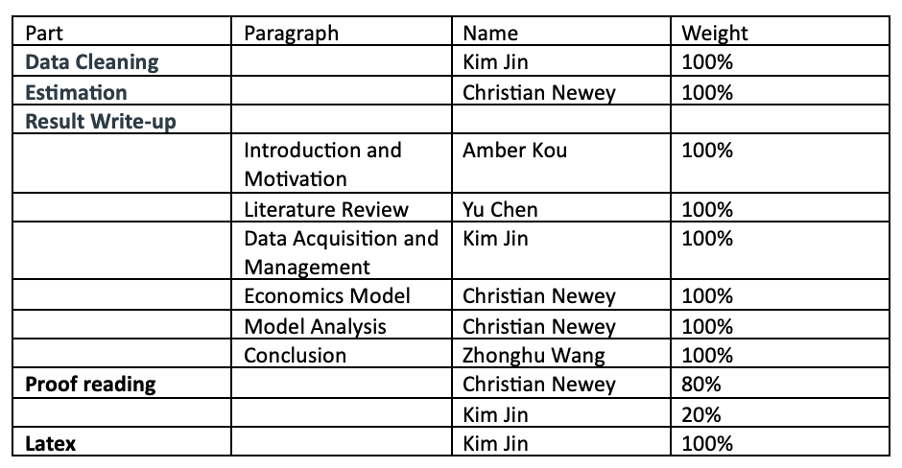 Part Paragraph Name Weight
Data Cleaning Kim Jin 100%
Estimation Christian Newey 100%
Result Write-up
Introduction and Motivation Amber Kou 100%
Literature Review Yu Chen 100%
Data Acquisition and Management Kim Jin 100%
Economics Model Christian Newey 100%
Model Analysis Christian Newey 100%
Conclusion Zhonghu Wang 100%
Proof reading Christian Newey 80%
Kim Jin 20%
Latex Kim Jin 100%